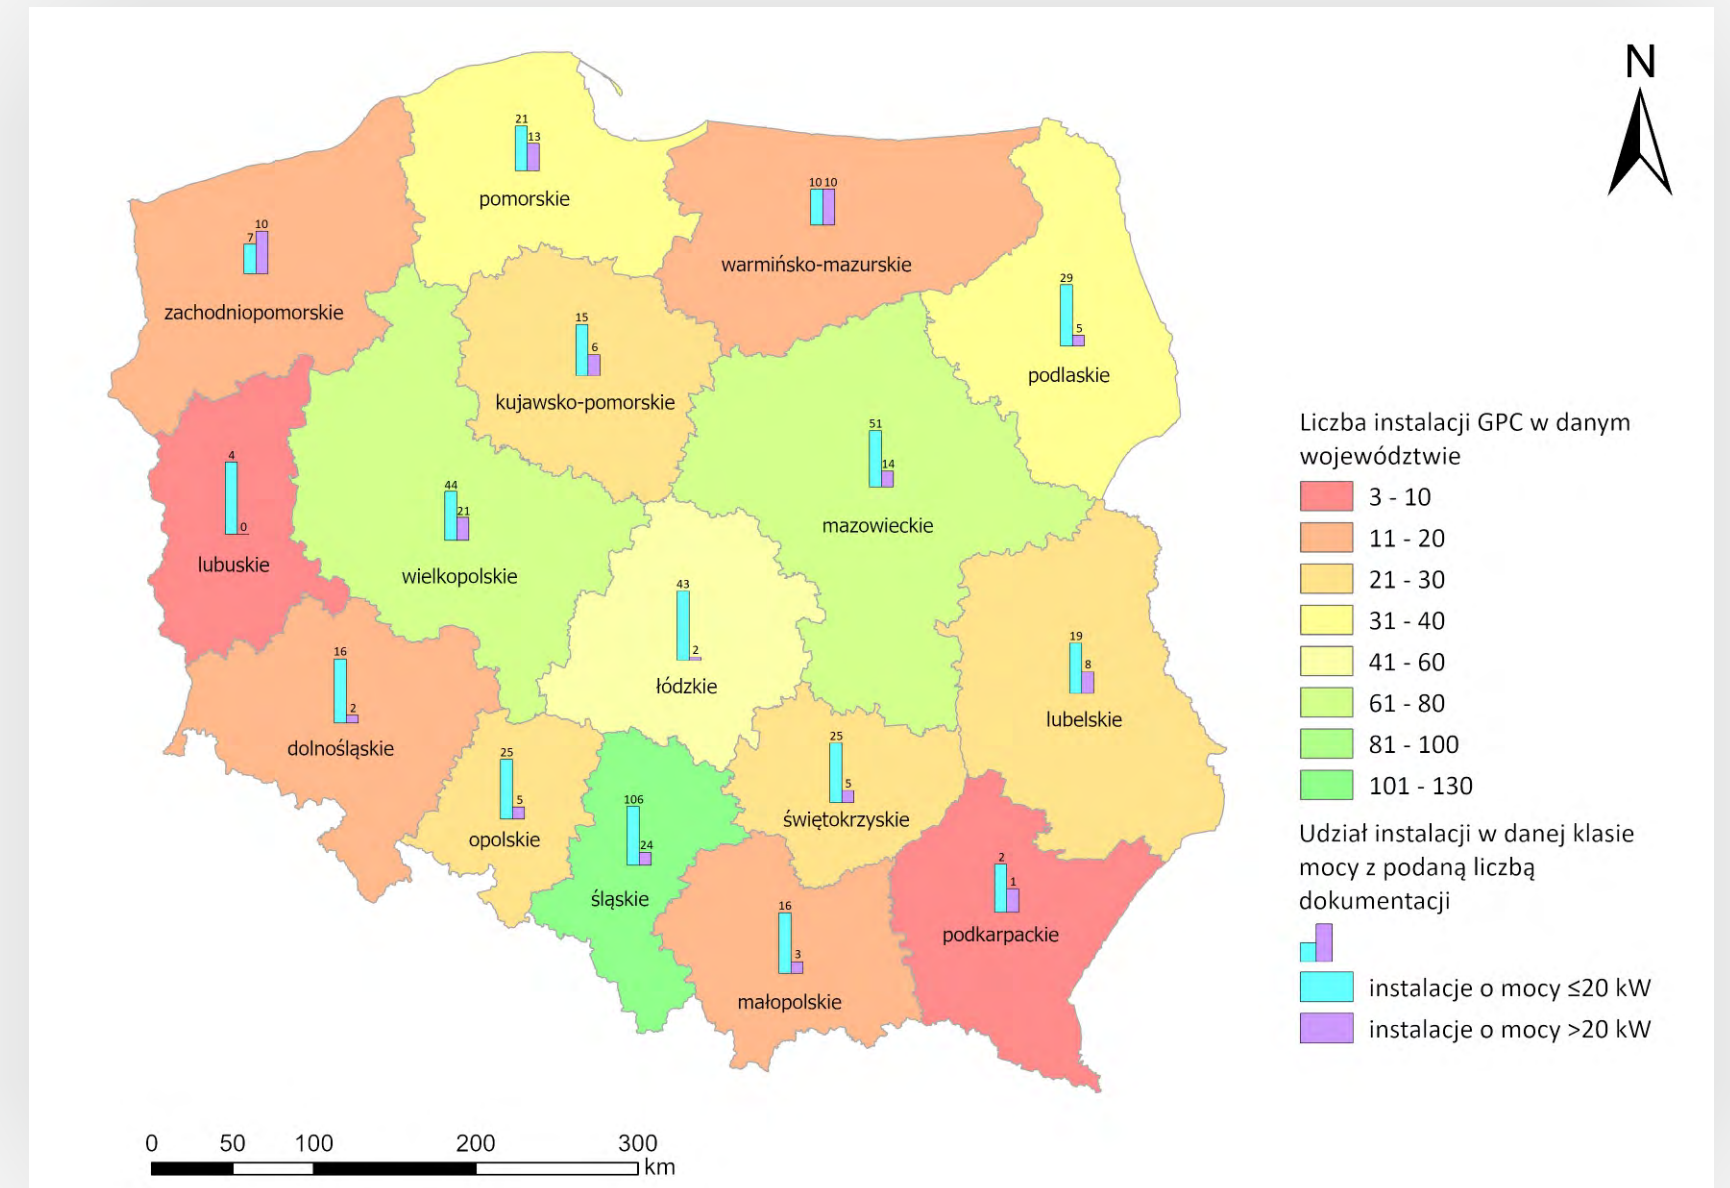 N
21
13
pomorskie
10 10
warmińsko-mazurskie
7
10
zachodniopomorskie
29
5
podlaskie
15
6
kujawsko-pomorskie
51
14
mazowieckie
4
0
lubuskie
44
21
wielkopolskie
43
2
łódzkie
19
8
lubelskie
16
2
dolnośląskie
25
5
opolskie
25
5
świętokrzyskie
106
24
śląskie
2
1
podkarpackie
16
3
małopolskie
Liczba instalacji GPC w danym
województwie
3 - 10
11 - 20
21 - 30
31 - 40
41 - 60
61 - 80
81 - 100
101 - 130
Udział instalacji w danej klasie
mocy z podaną liczbą
dokumentacji
instalacje o mocy ≤20 kW
instalacje o mocy >20 kW
0 50 100 200 300
km